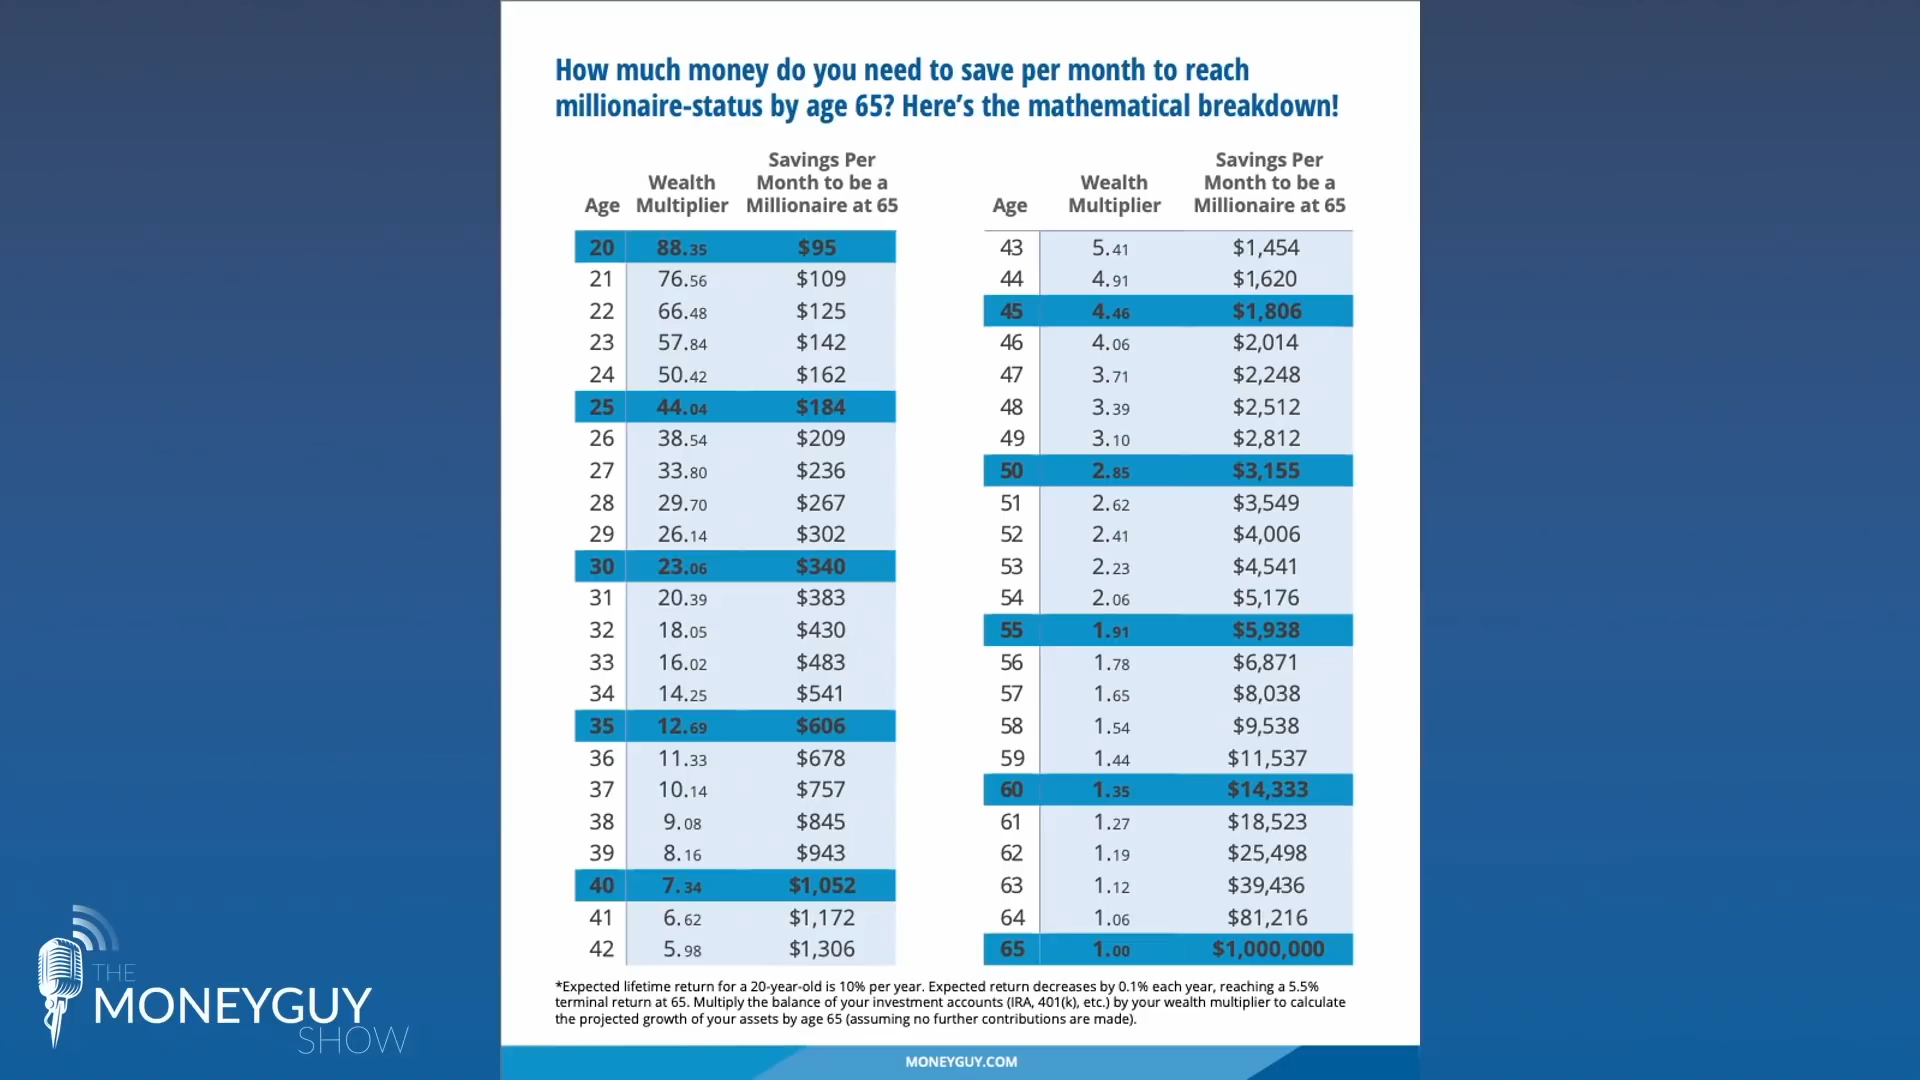 How much money do you need to save per month to reach
millionaire-status by age 65? Here's the mathematical breakdown!
Savings Per
Wealth Month to be a
Age Multiplier Millionaire at 65
20 88.35 $95
21 76.56 $109
22 66.48 $125
23 57.84 $142
24 50.42 $162
25 44.04 $184
26 38.54 $209
27 33.80 $236
28 29.70 $267
29 26.14 $302
30 23.06 $340
31 20.39 $383
32 18.05 $430
33 16.02 $483
34 14.25 $541
35 12.69 $606
36 11.33 $678
37 10.14 $757
38 9.08 $845
39 8.16 $943
40 7.34 $1,052
41 6.62 $1,172
42 5.98 $1,306
Savings Per
Wealth Month to be a
Age Multiplier Millionaire at 65
43 5.41 $1,454
44 4.91 $1,620
45 4.46 $1,806
46 4.06 $2,014
47 3.71 $2,248
48 3.39 $2,512
49 3.10 $2,812
50 2.85 $3,155
51 2.62 $3,549
52 2.41 $4,006
53 2.23 $4,541
54 2.06 $5,176
55 1.91 $5,938
56 1.78 $6,871
57 1.65 $8,038
58 1.54 $9,538
59 1.44 $11,537
60 1.35 $14,333
61 1.27 $18,523
62 1.19 $25,498
63 1.12 $39,436
64 1.06 $81,216
65 1.00 $1,000,000
*Expected lifetime return for a 20-year-old is 10% per year. Expected return decreases by 0.1% each year, reaching a 5.5%
terminal return at 65. Multiply the balance of your investment accounts (IRA, 401(k), etc.) by your wealth multiplier to calculate
the projected growth of your assets by age 65 (assuming no further contributions are made).
MONEYGUY.COM
THE
MONEYGUY
SHOW